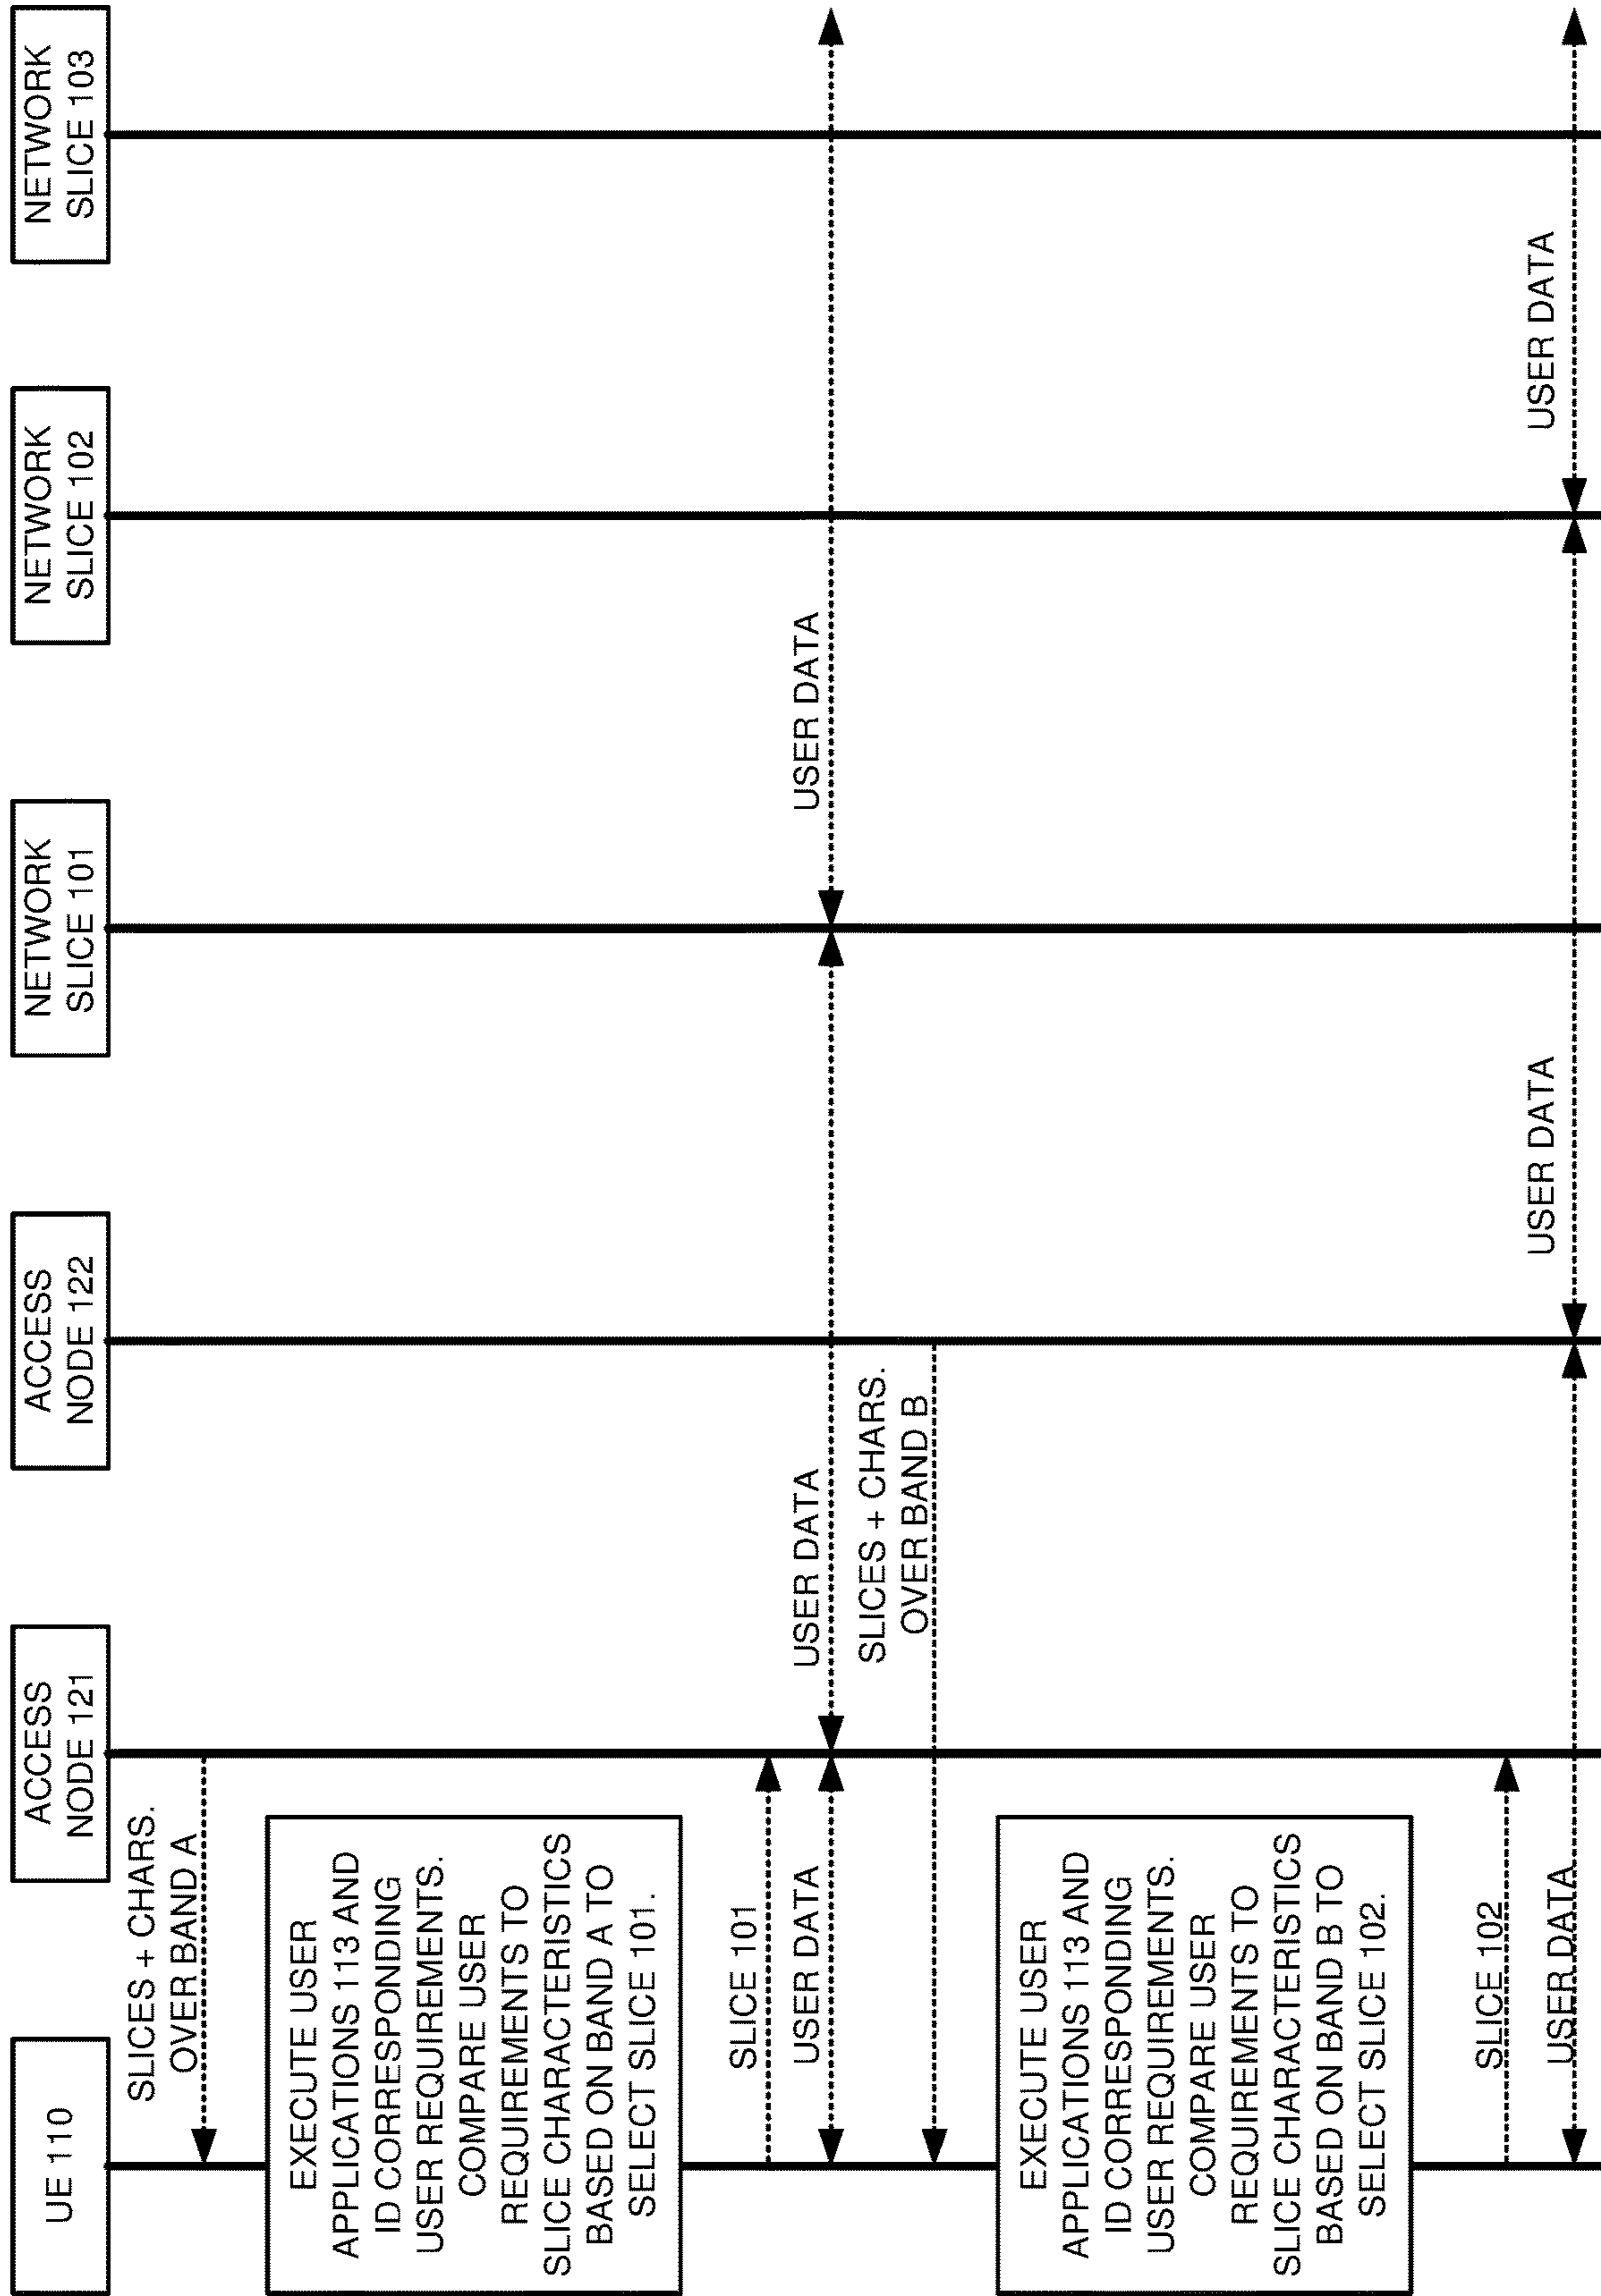 UE 110
ACCESS
NODE 121
ACCESS
NODE 122
NETWORK
SLICE 101
NETWORK
SLICE 102
NETWORK
SLICE 103
SLICES + CHARS.
OVER BAND A
EXECUTE USER
APPLICATIONS 113 AND
ID CORRESPONDING
USER REQUIREMENTS.
COMPARE USER
REQUIREMENTS TO
SLICE CHARACTERISTICS
BASED ON BAND A TO
SELECT SLICE 101.
SLICE 101
USER DATA
USER DATA
USER DATA
SLICES + CHARS.
OVER BAND B
EXECUTE USER
APPLICATIONS 113 AND
ID CORRESPONDING
USER REQUIREMENTS.
COMPARE USER
REQUIREMENTS TO
SLICE CHARACTERISTICS
BASED ON BAND B TO
SELECT SLICE 102.
SLICE 102
USER DATA
USER DATA
USER DATA